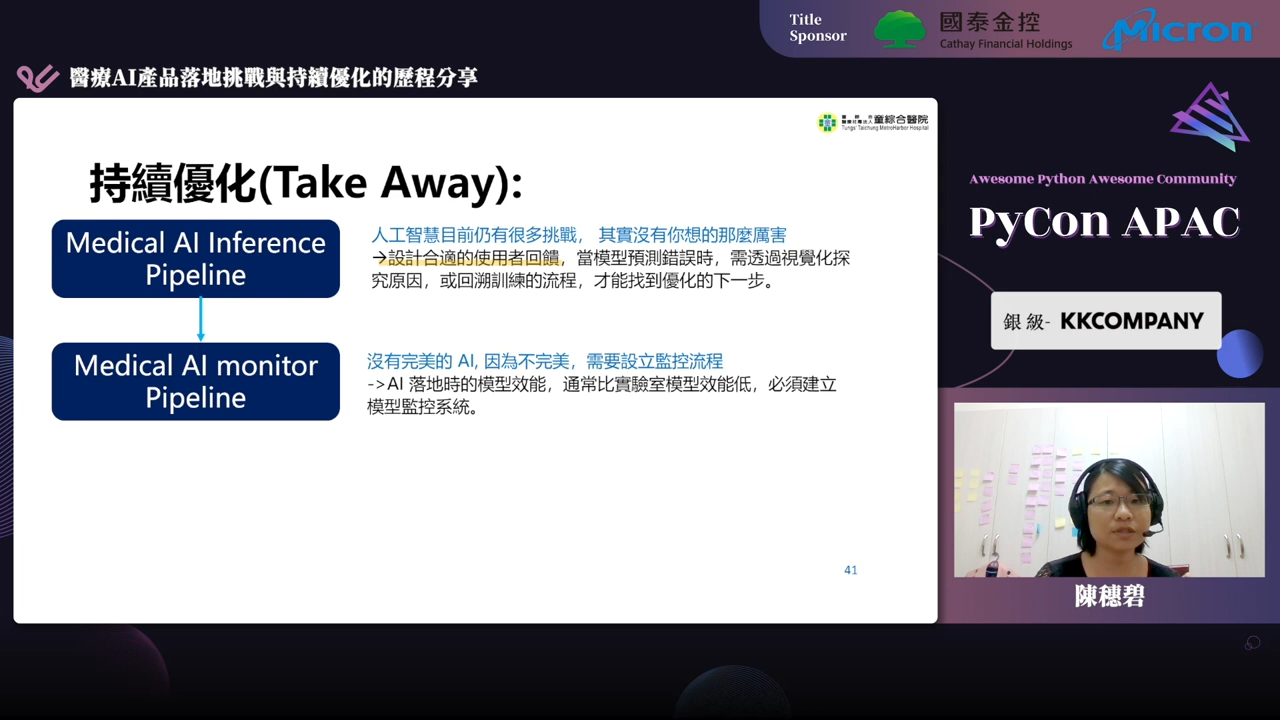 Title
Sponsor
國泰金控
Cathay Financial Holdings
Micron
醫療AI產品落地挑戰與持續優化的歷程分享
童綜合醫院
Tungs' Taichung MetroHarbor Hospital
持續優化(Take Away):
Medical AI Inference
Pipeline
人工智慧目前仍有很多挑戰， 其實沒有你想的那麼厲害
→設計合適的使用者回饋，當模型預測錯誤時，需透過視覺化探
究原因，或回溯訓練的流程，才能找到優化的下一步。
Medical AI monitor
Pipeline
沒有完美的 AI, 因為不完美，需要設立監控流程
->AI 落地時的模型效能，通常比實驗室模型效能低，必須建立
模型監控系統。
41
Awesome Python Awesome Community
PyCon APAC
銀 級- KKCOMPANY
陳穗碧